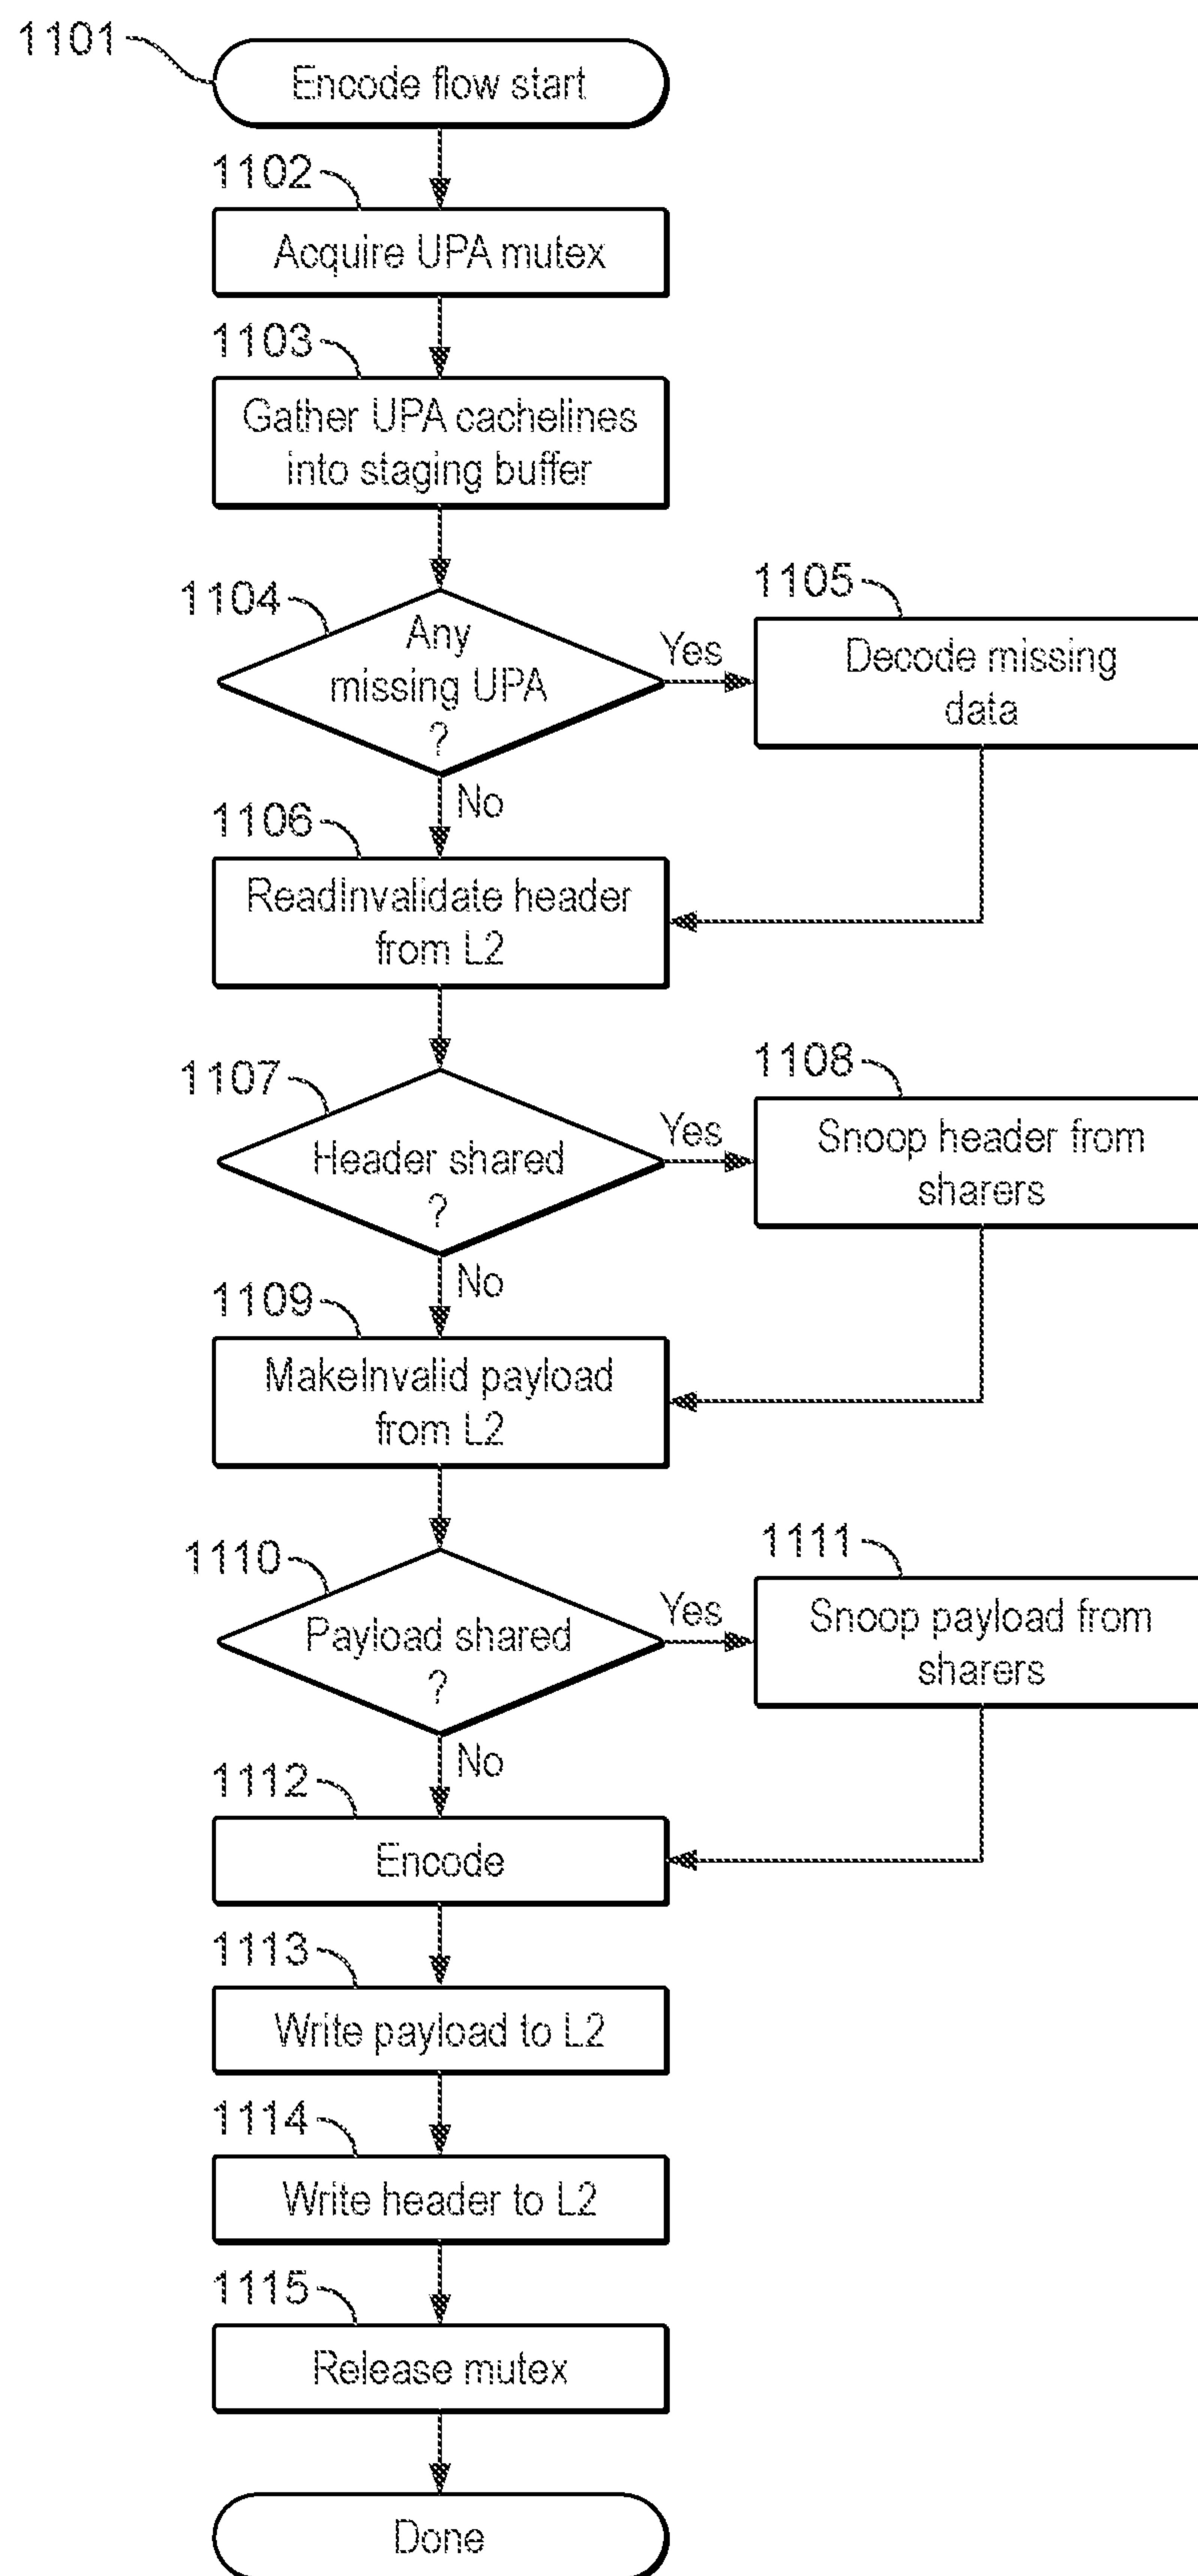 1101
Encode flow start
1102
Acquire UPA mutex
1103
Gather UPA cachelines
into staging buffer
1104
Any
missing UPA
?
Yes
1105
Decode missing
data
No
1106
ReadInvalidate header
from L2
1107
Header shared
?
Yes
1108
Snoop header from
sharers
No
1109
MakeInvalid payload
from L2
1110
Payload shared
?
Yes
1111
Snoop payload from
sharers
No
1112
Encode
1113
Write payload to L2
1114
Write header to L2
1115
Release mutex
Done